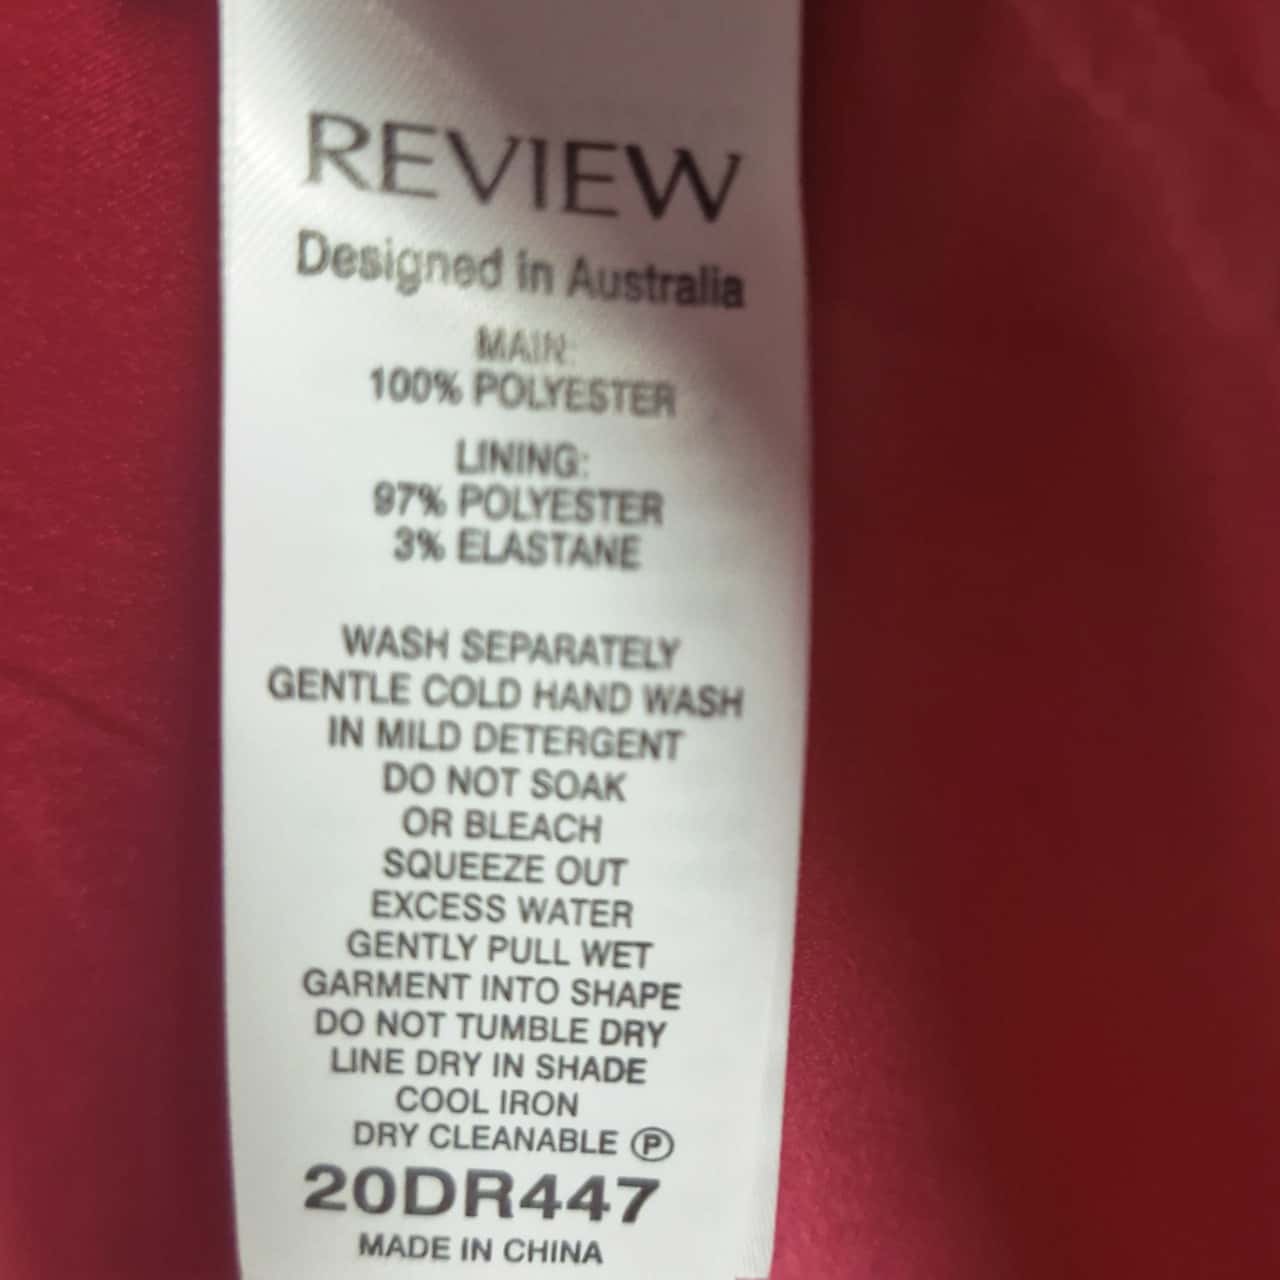 REVIEW
Designed in Australia
MAIN:
100% POLYESTER
LINING:
97% POLYESTER
3% ELASTANE
WASH SEPARATELY
GENTLE COLD HAND WASH
IN MILD DETERGENT
DO NOT SOAK
OR BLEACH
SQUEEZE OUT
EXCESS WATER
GENTLY PULL WET
GARMENT INTO SHAPE
DO NOT TUMBLE DRY
LINE DRY IN SHADE
COOL IRON
DRY CLEANABLE Ⓟ
20DR447
MADE IN CHINA